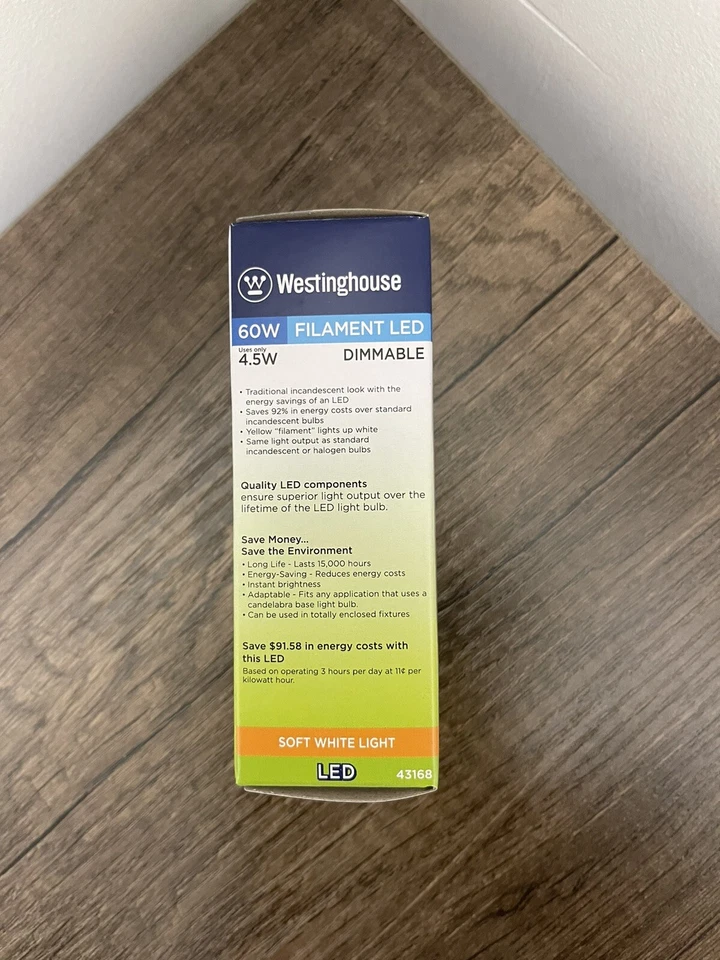 W
Westinghouse
60W FILAMENT LED
Uses only
4.5W DIMMABLE
• Traditional incandescent look with the
energy savings of an LED
• Saves 92% in energy costs over standard
incandescent bulbs
• Yellow "filament" lights up white
• Same light output as standard
incandescent or halogen bulbs
Quality LED components
ensure superior light output over the
lifetime of the LED light bulb.
Save Money...
Save the Environment
• Long Life - Lasts 15,000 hours
• Energy-Saving - Reduces energy costs
• Instant brightness
• Adaptable - Fits any application that uses a
candelabra base light bulb.
• Can be used in totally enclosed fixtures
Save $91.58 in energy costs with
this LED
Based on operating 3 hours per day at 11¢ per
kilowatt hour.
SOFT WHITE LIGHT
LED 43168